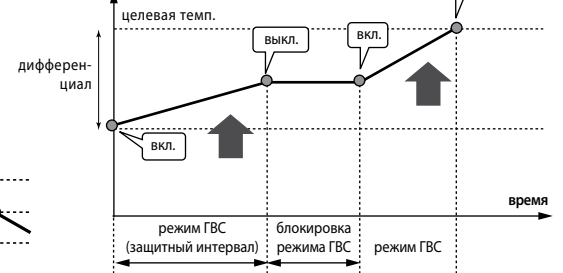 целевая темп.
выкл.
вкл.
дифферен-
циал
вкл.
время
режим ГВС
(защитный интервал)
блокировка
режима ГВС
режим ГВС